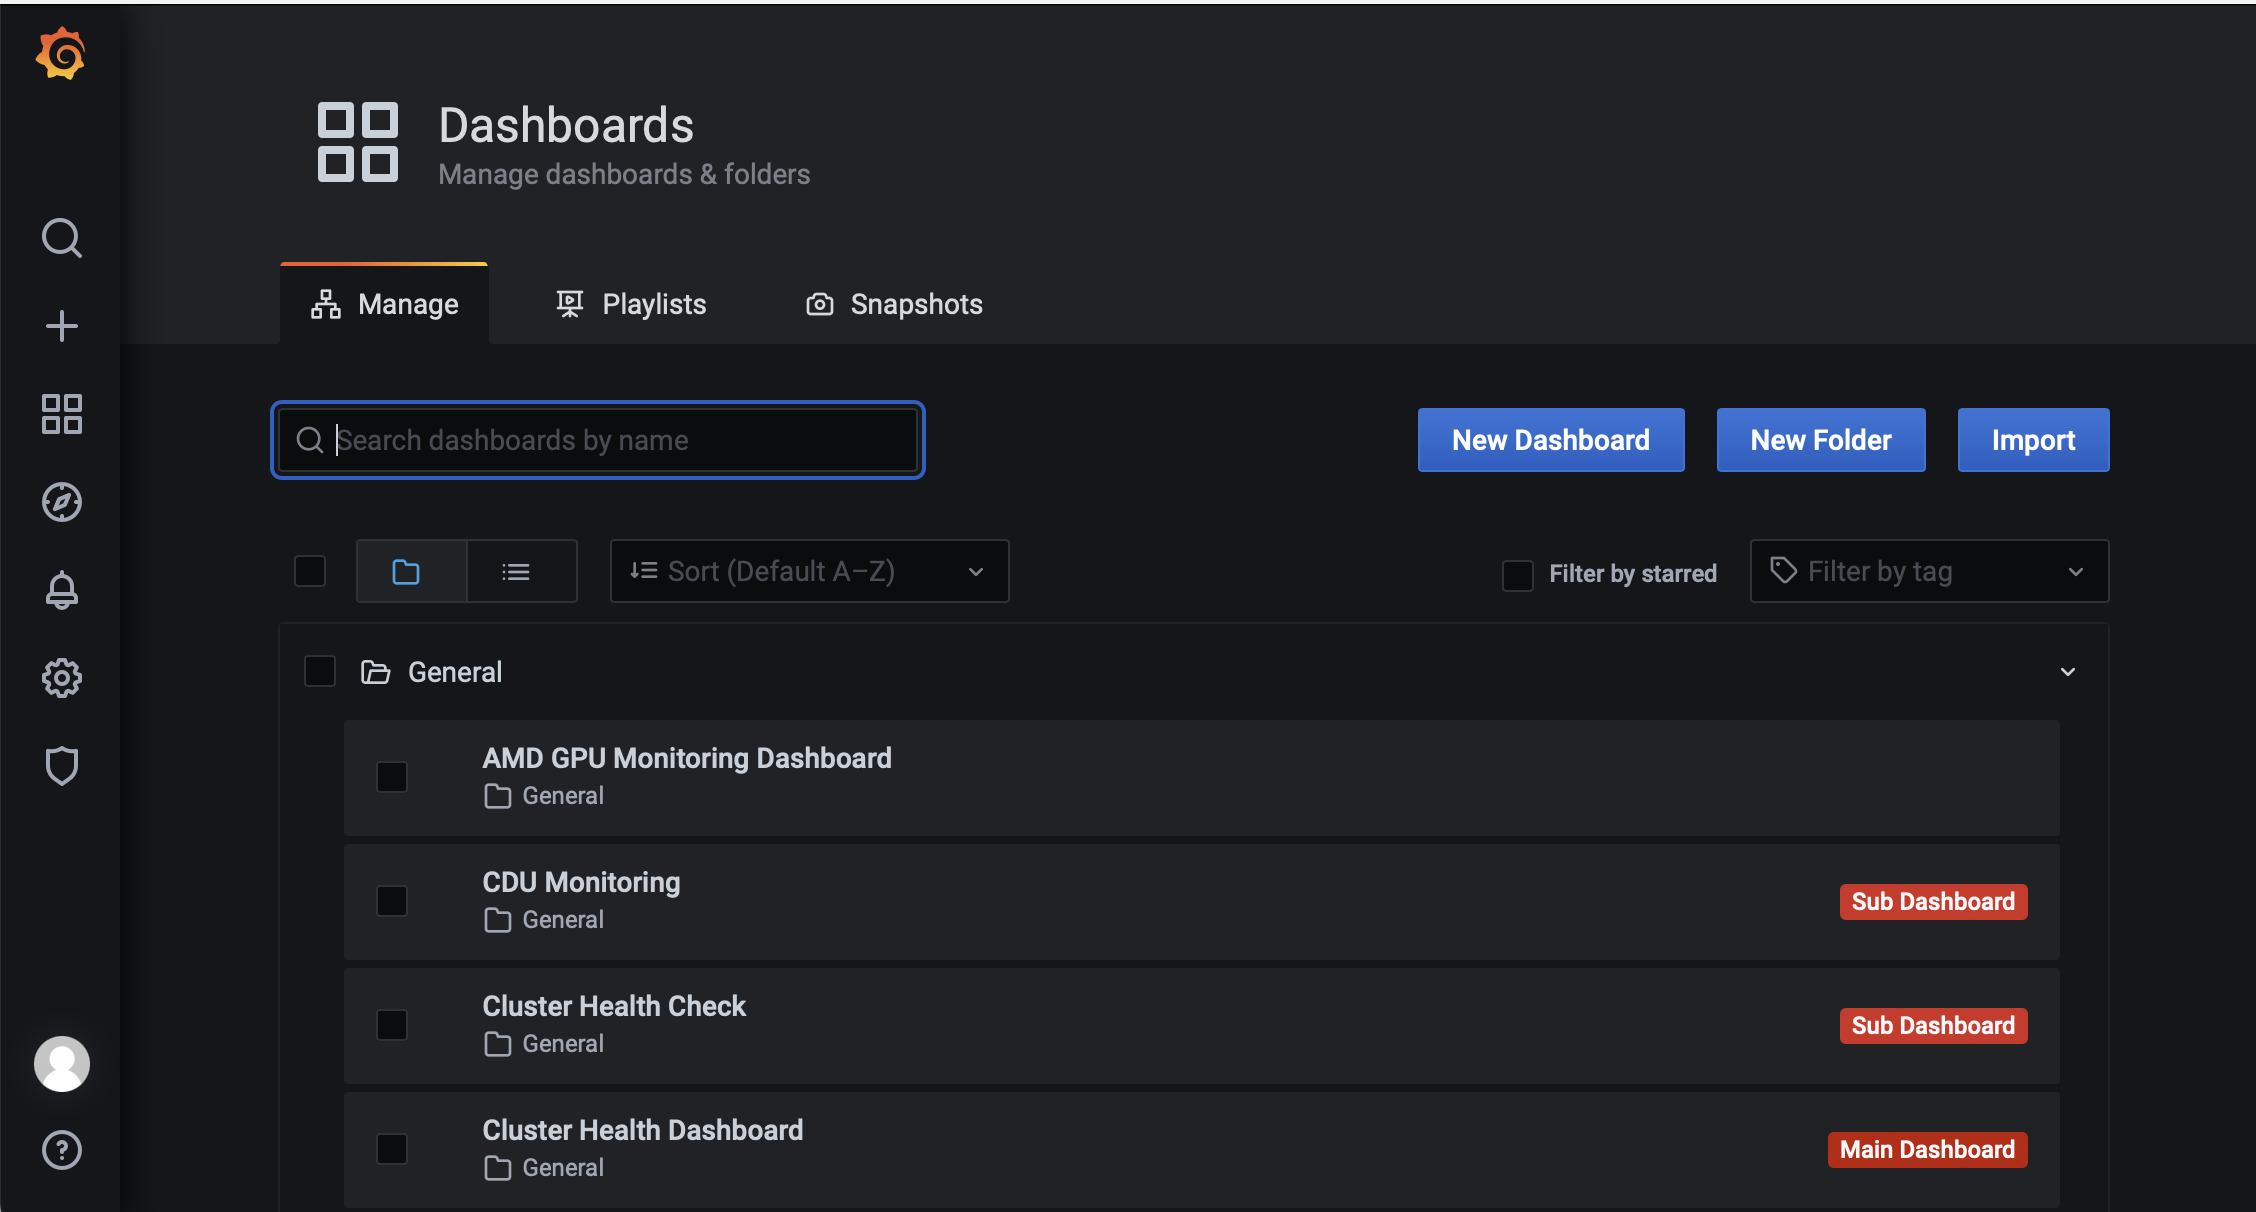 Dashboards
Manage dashboards & folders
Manage
Playlists
Snapshots
Search dashboards by name
New Dashboard
New Folder
Import
Sort (Default A–Z)
Filter by starred
Filter by tag
General
AMD GPU Monitoring Dashboard
General
CDU Monitoring
General
Sub Dashboard
Cluster Health Check
General
Sub Dashboard
Cluster Health Dashboard
General
Main Dashboard